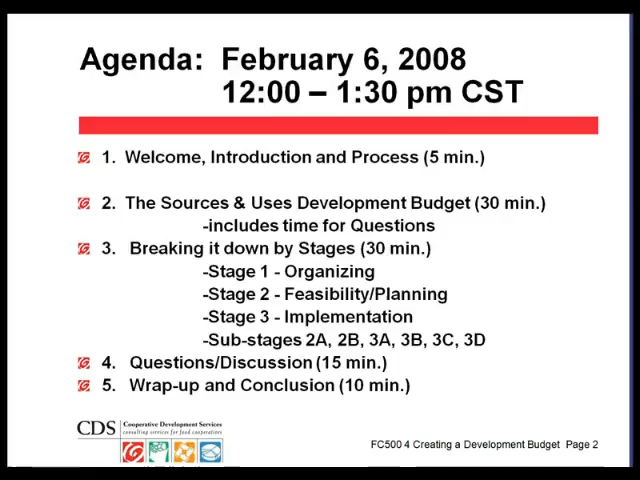 Agenda: February 6, 2008
12:00 – 1:30 pm CST
1. Welcome, Introduction and Process (5 min.)
2. The Sources & Uses Development Budget (30 min.)
-includes time for Questions
3. Breaking it down by Stages (30 min.)
-Stage 1 - Organizing
-Stage 2 - Feasibility/Planning
-Stage 3 - Implementation
-Sub-stages 2A, 2B, 3A, 3B, 3C, 3D
4. Questions/Discussion (15 min.)
5. Wrap-up and Conclusion (10 min.)
CDS Cooperative Development Services
consulting services for food cooperatives
FC500 4 Creating a Development Budget Page 2